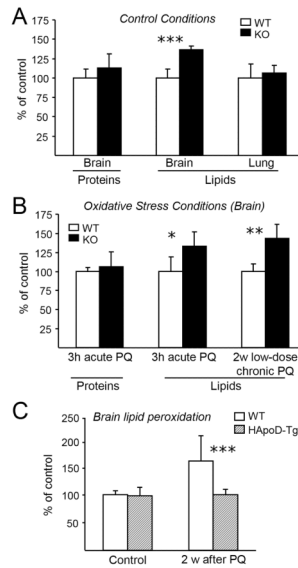 A
Control Conditions
WT
KO
% of control
175
150
125
100
75
50
25
***
Brain
Brain
Lung
Proteins
Lipids
B
Oxidative Stress Conditions (Brain)
WT
KO
% of control
175
150
125
100
75
50
25
*
**
3h acute PQ
3h acute PQ
2w low-dose
chronic PQ
Proteins
Lipids
C
Brain lipid peroxidation
WT
HApoD-Tg
% of control
250
200
150
100
50
***
Control
2 w after PQ